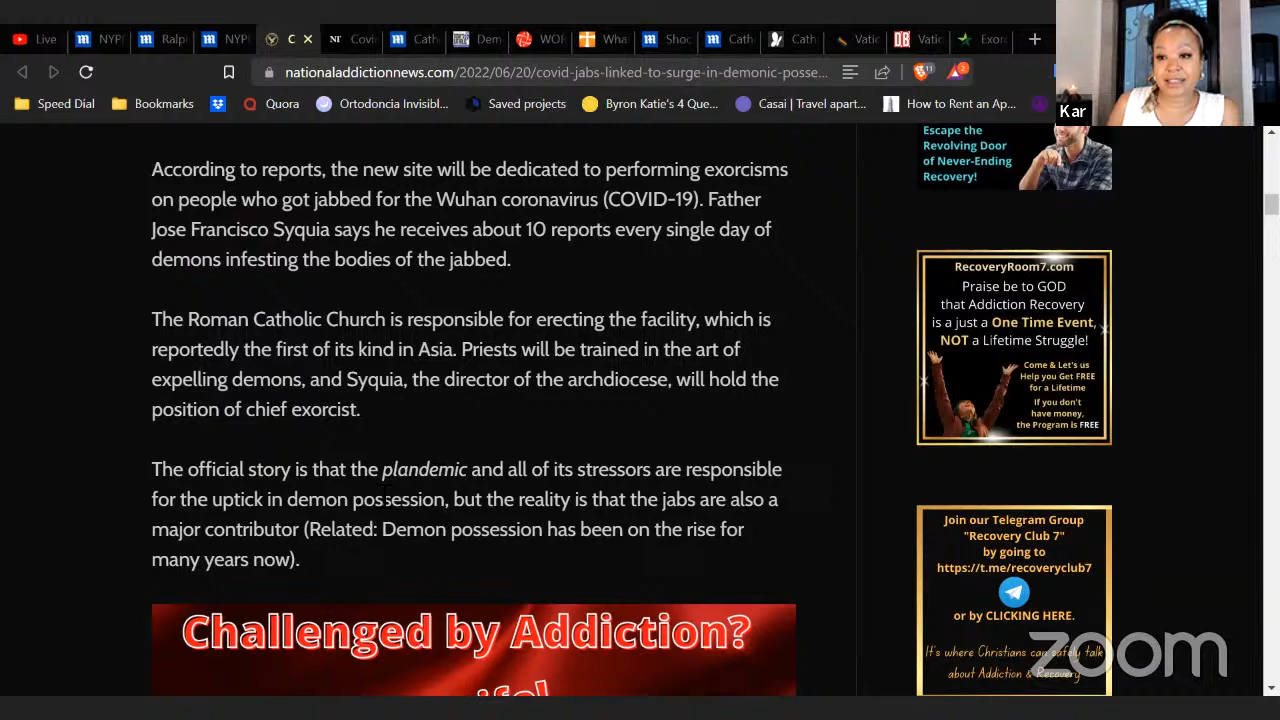 Live
NYPI
Ralp
NYPI
C
Covi
Cath
Dem
WOR
Wha
Shoc
Cath
Cath
Vatic
Vatic
Exor
nationaladdictionnews.com/2022/06/20/covid-jabs-linked-to-surge-in-demonic-posse...
11
2
Speed Dial
Bookmarks
Quora
Ortodoncia Invisibl...
Saved projects
Byron Katie's 4 Que...
Casai | Travel apart...
How to Rent an Ap...
Kar
According to reports, the new site will be dedicated to performing exorcisms
on people who got jabbed for the Wuhan coronavirus (COVID-19). Father
Jose Francisco Syquia says he receives about 10 reports every single day of
demons infesting the bodies of the jabbed.
The Roman Catholic Church is responsible for erecting the facility, which is
reportedly the first of its kind in Asia. Priests will be trained in the art of
expelling demons, and Syquia, the director of the archdiocese, will hold the
position of chief exorcist.
The official story is that the plandemic and all of its stressors are responsible
for the uptick in demon possession, but the reality is that the jabs are also a
major contributor (Related: Demon possession has been on the rise for
many years now).
Challenged by Addiction?
Escape the
Revolving Door
of Never-Ending
Recovery!
RecoveryRoom7.com
Praise be to GOD
that Addiction Recovery
is a just a One Time Event,
NOT a Lifetime Struggle!
Come & Let's us
Help you Get FREE
for a Lifetime
If you don't
have money,
the Program is FREE
Join our Telegram Group
"Recovery Club 7"
by going to
https://t.me/recoveryclub7
or by CLICKING HERE.
It's where Christians can safely talk
about Addiction & Recovery
zoom